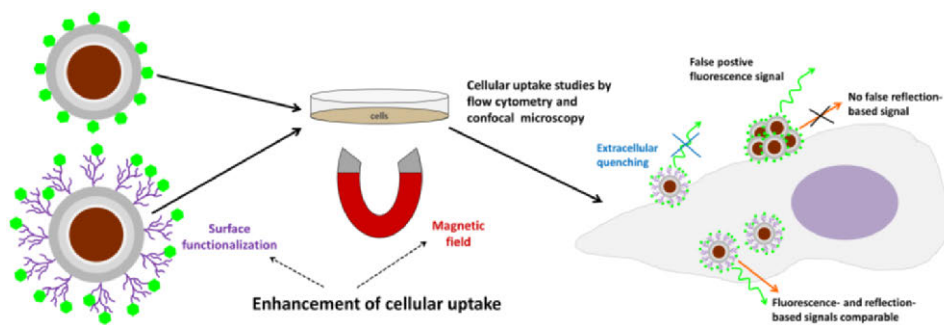 Cellular uptake studies by
flow cytometry and
confocal microscopy
cells
Surface
functionalization
Magnetic
field
Enhancement of cellular uptake
False postive
fluorescence signal
No false reflection-
based signal
Extracellular
quenching
Fluorescence- and reflection-
based signals comparable